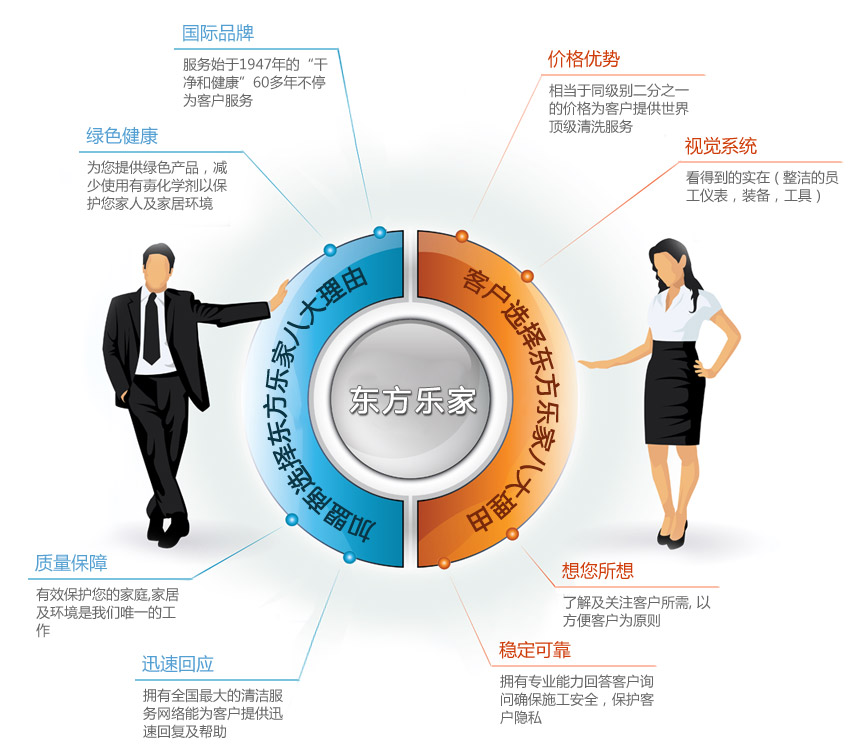 国际品牌
服务始于1947年的“干
净和健康”60多年不停
为客户服务
绿色健康
为您提供绿色产品，减
少使用有毒化学剂以保
护您家人及家居环境
价格优势
相当于同级别二分之一
的价格为客户提供世界
顶级清洗服务
视觉系统
看得到的实在（整洁的员
工仪表，装备，工具）
加盟商选择东方乐家八大理由
东方乐家
客户选择东方乐家八大理由
质量保障
有效保护您的家庭,家居
及环境是我们唯一的工
作
迅速回应
拥有全国最大的清洁服
务网络能为客户提供迅
速回复及帮助
想您所想
了解及关注客户所需, 以
方便客户为原则
稳定可靠
拥有专业能力回答客户询
问确保施工安全，保护客
户隐私